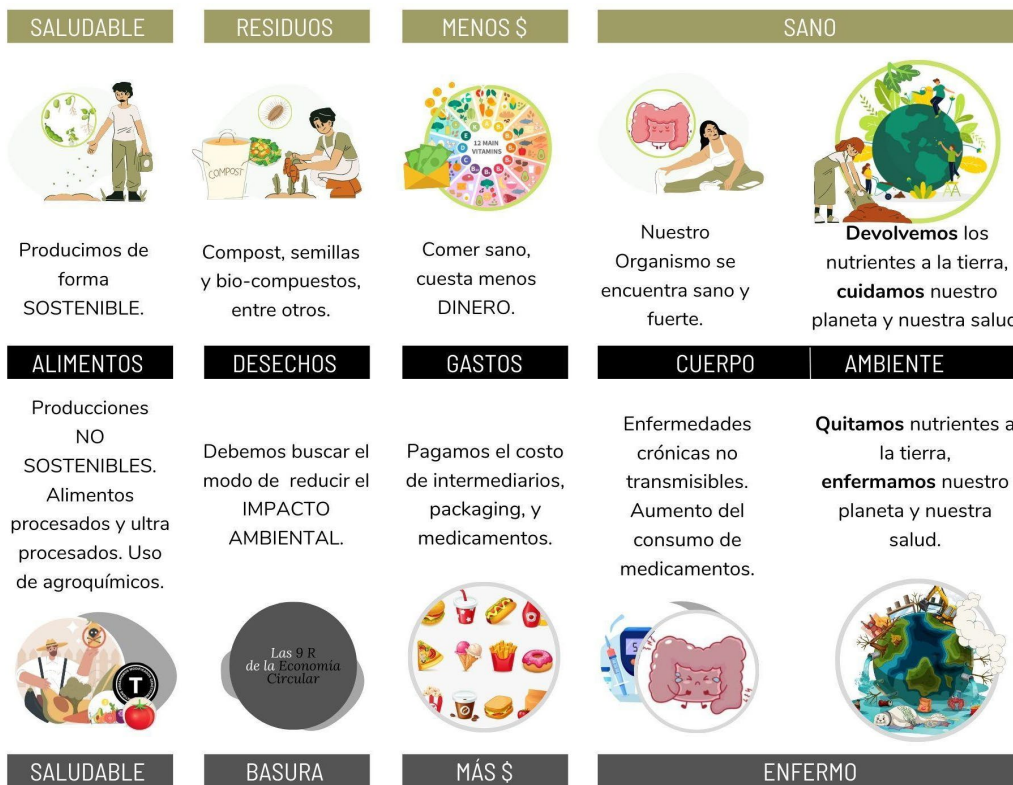 SALUDABLE
RESIDUOS
MENOS $
SANO
COMPOST
12 MAIN
VITAMINS
Producimos de
forma
SOSTENIBLE.
Compost, semillas
y bio-compuestos,
entre otros.
Comer sano,
cuesta menos
DINERO.
Nuestro
Organismo se
encuentra sano y
fuerte.
Devolvemos los
nutrientes a la tierra,
cuidamos nuestro
planeta y nuestra salud
ALIMENTOS
DESECHOS
GASTOS
CUERPO
AMBIENTE
Producciones
NO
SOSTENIBLES.
Alimentos
procesados y ultra
procesados. Uso
de agroquímicos.
Debemos buscar el
modo de reducir el
IMPACTO
AMBIENTAL.
Pagamos el costo
de intermediarios,
packaging, y
medicamentos.
Enfermedades
crónicas no
transmisibles.
Aumento del
consumo de
medicamentos.
Quitamos nutrientes a
la tierra,
enfermamos nuestro
planeta y nuestra
salud.
T
Las 9 R
de la Economía
Circular
5
SALUDABLE
BASURA
MÁS $
ENFERMO